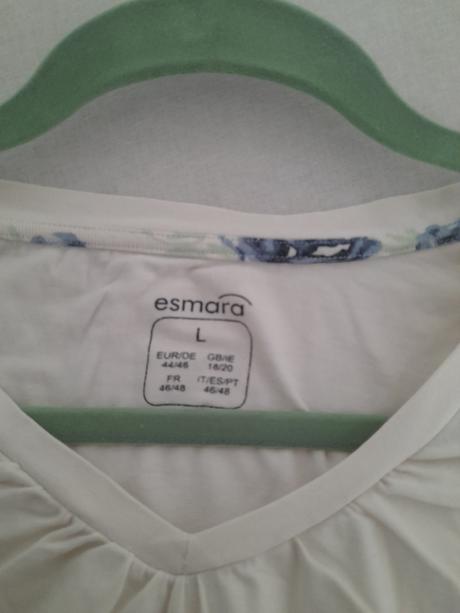 esmara
L
EUR/DE GB/IE
44/46 18/20
FR IT/ES/PT
46/48 46/48